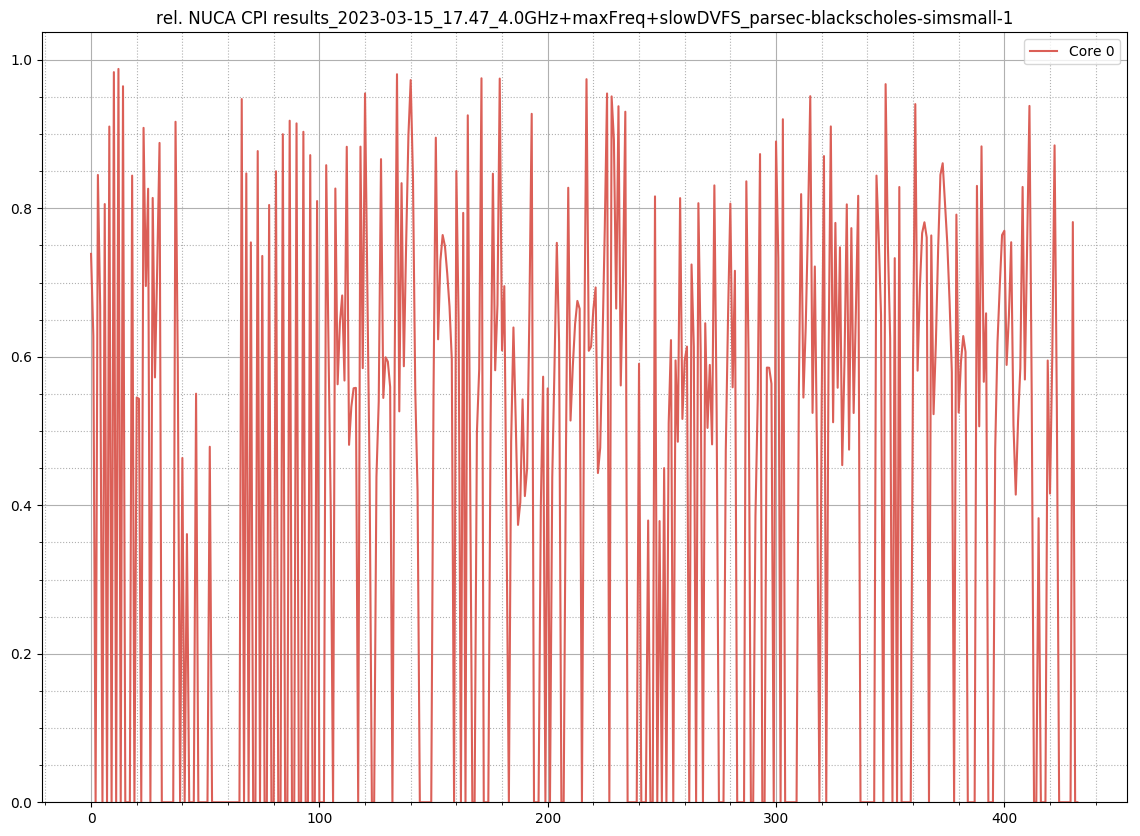 rel. NUCA CPI results_2023-03-15_17.47_4.0GHz+maxFreq+slowDVFS_parsec-blackscholes-simsmall-1
Core 0
1.0
0.8
0.6
0.4
0.2
0.0
0 100 200 300 400